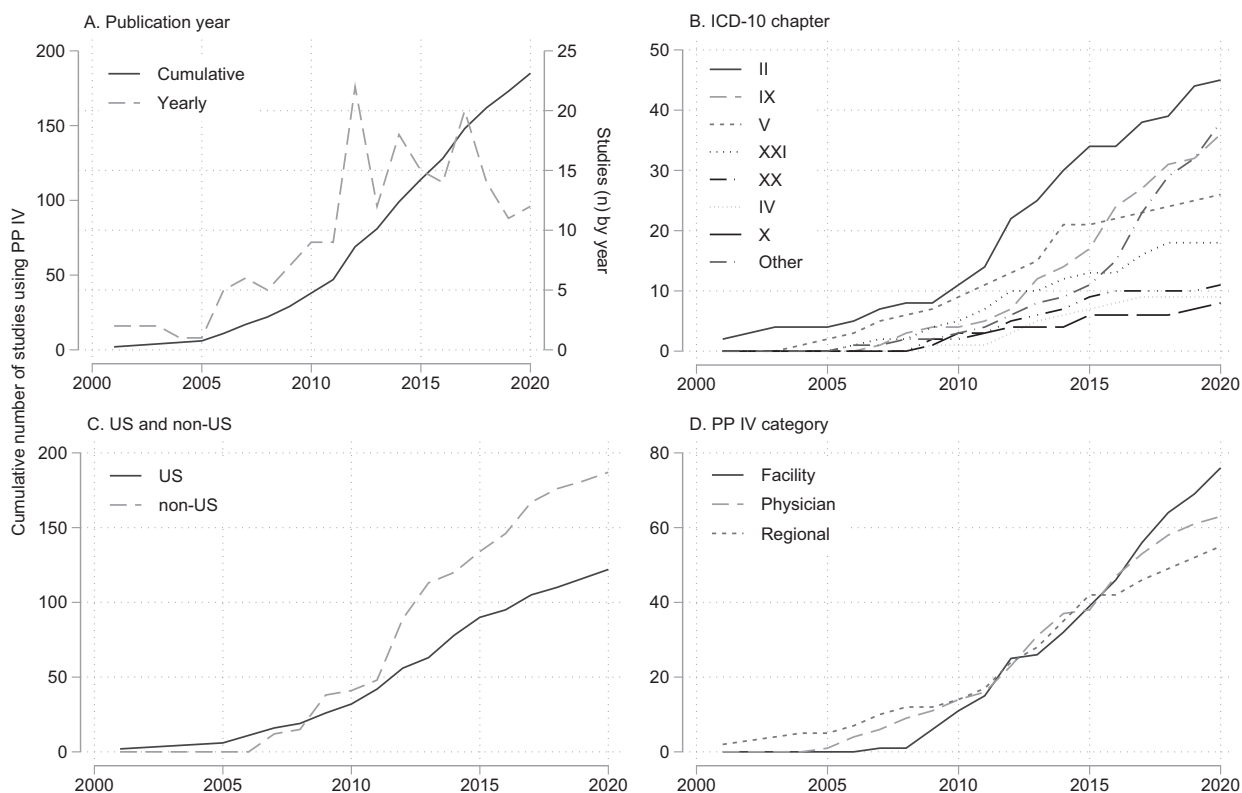 A. Publication year
200
150
100
50
0
25
20
15
10
5
0
2000 2005 2010 2015 2020
Cumulative
Yearly
Studies (n) by year
Cumulative number of studies using PP IV
B. ICD-10 chapter
50
40
30
20
10
0
2000 2005 2010 2015 2020
II
IX
V
XXI
XX
IV
X
Other
C. US and non-US
200
150
100
50
0
2000 2005 2010 2015 2020
US
non-US
D. PP IV category
80
60
40
20
0
2000 2005 2010 2015 2020
Facility
Physician
Regional